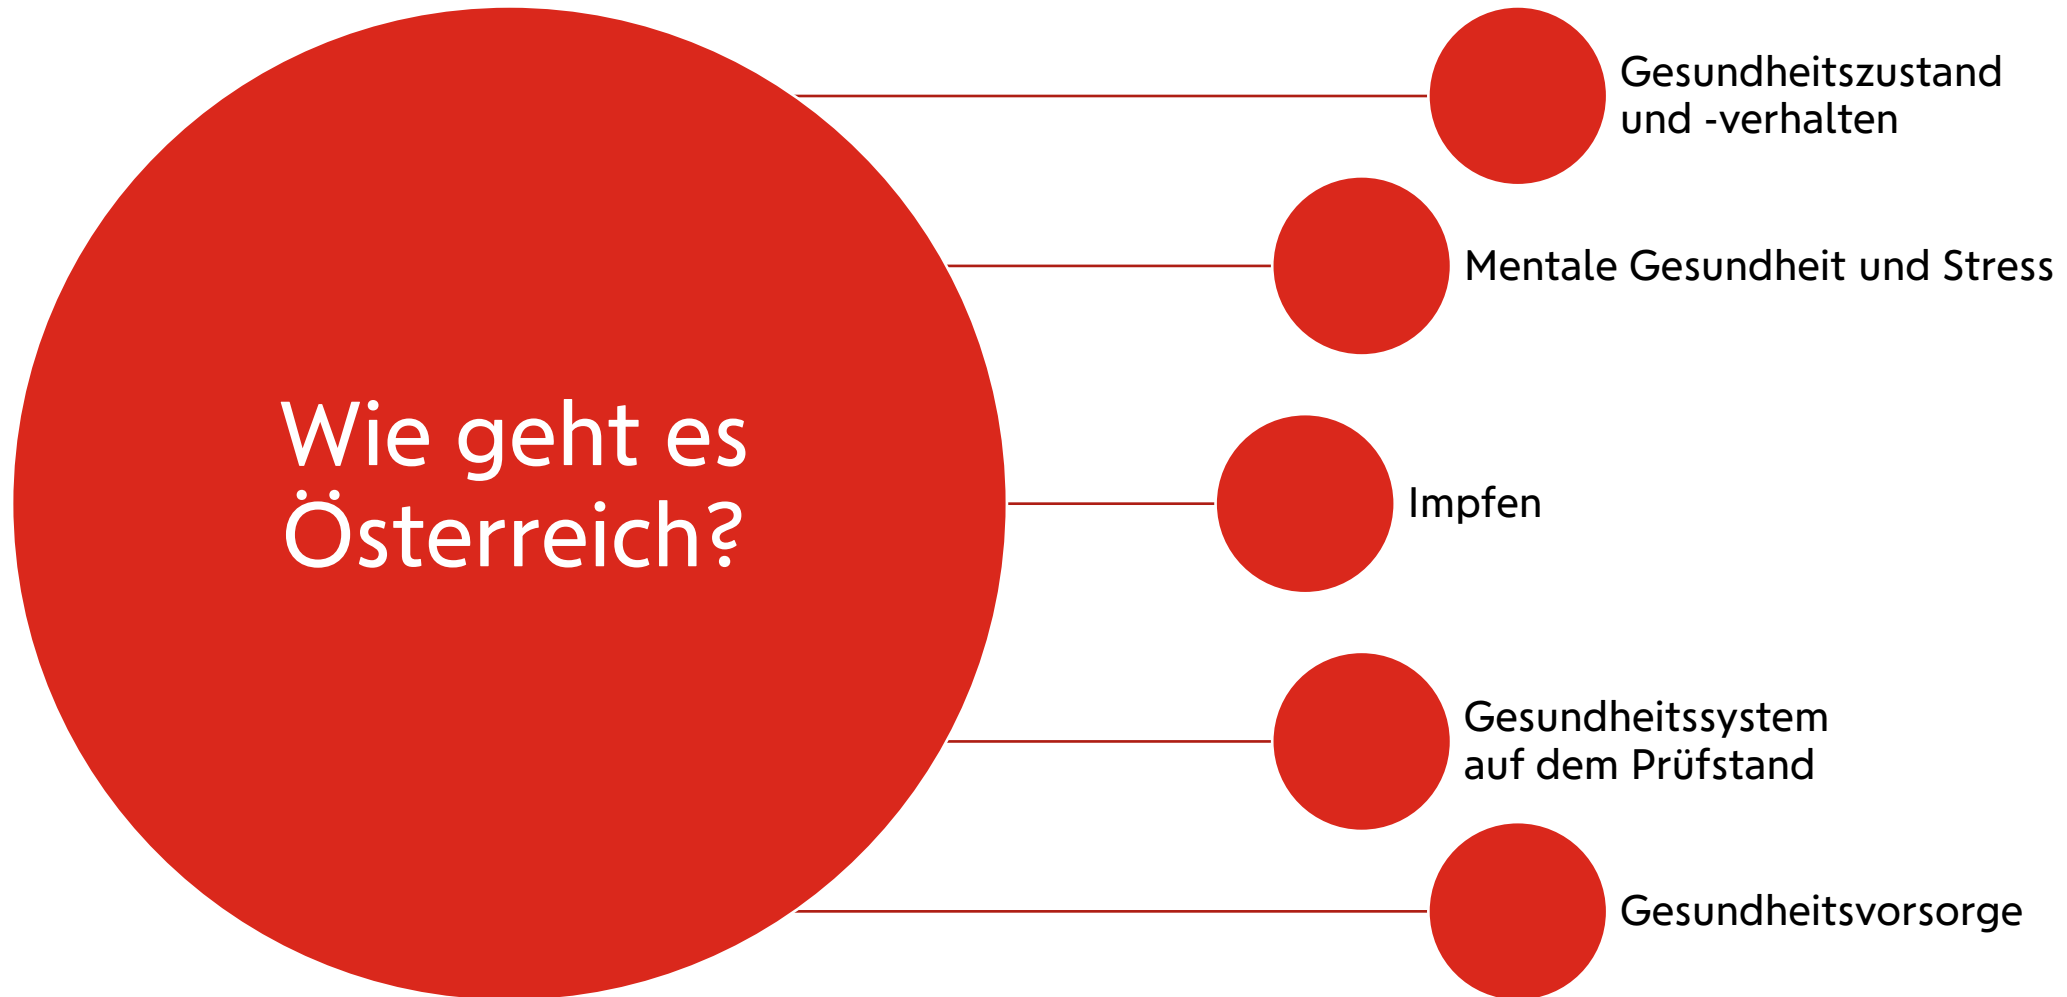 Wie geht es
Österreich?
Gesundheitszustand
und -verhalten
Mentale Gesundheit und Stress
Impfen
Gesundheitssystem
auf dem Prüfstand
Gesundheitsvorsorge